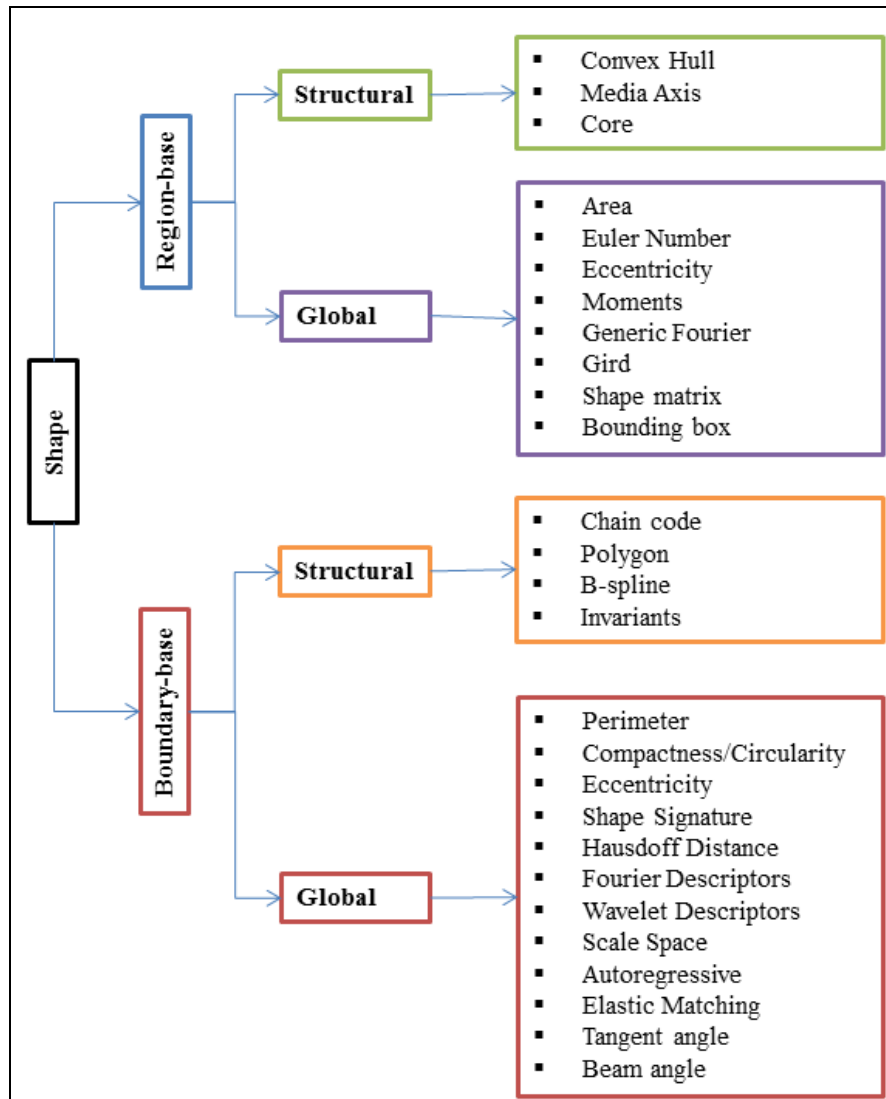 Shape
Region-base
Structural
▪ Convex Hull
▪ Media Axis
▪ Core
Global
▪ Area
▪ Euler Number
▪ Eccentricity
▪ Moments
▪ Generic Fourier
▪ Gird
▪ Shape matrix
▪ Bounding box
Boundary-base
Structural
▪ Chain code
▪ Polygon
▪ B-spline
▪ Invariants
Global
▪ Perimeter
▪ Compactness/Circularity
▪ Eccentricity
▪ Shape Signature
▪ Hausdoff Distance
▪ Fourier Descriptors
▪ Wavelet Descriptors
▪ Scale Space
▪ Autoregressive
▪ Elastic Matching
▪ Tangent angle
▪ Beam angle